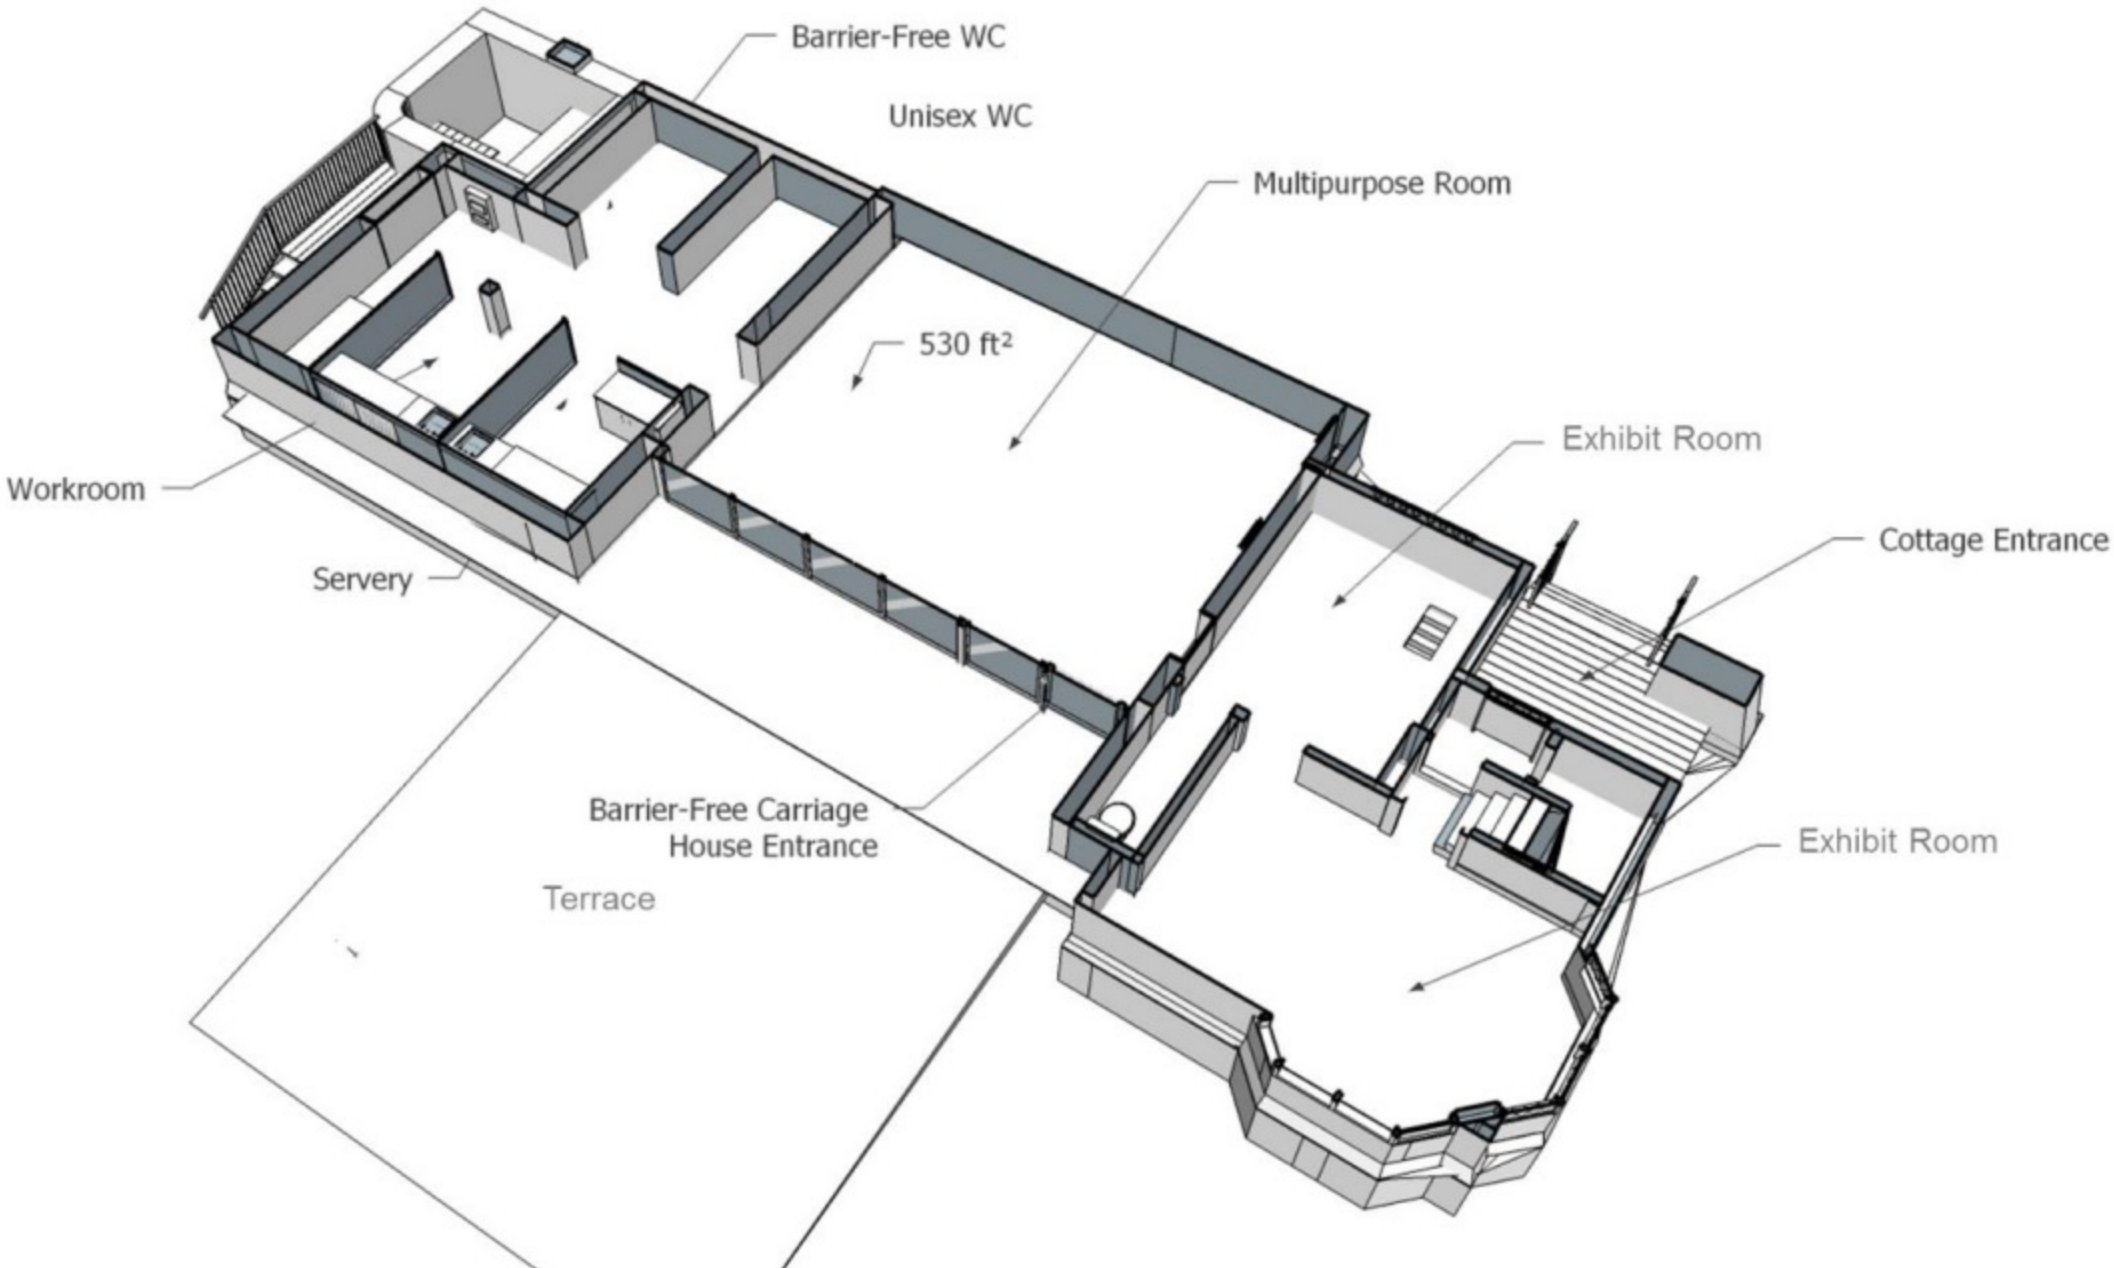 Barrier-Free WC
Unisex WC
Multipurpose Room
530 ft²
Exhibit Room
Workroom
Cottage Entrance
Servery
Barrier-Free Carriage
House Entrance
Exhibit Room
Terrace